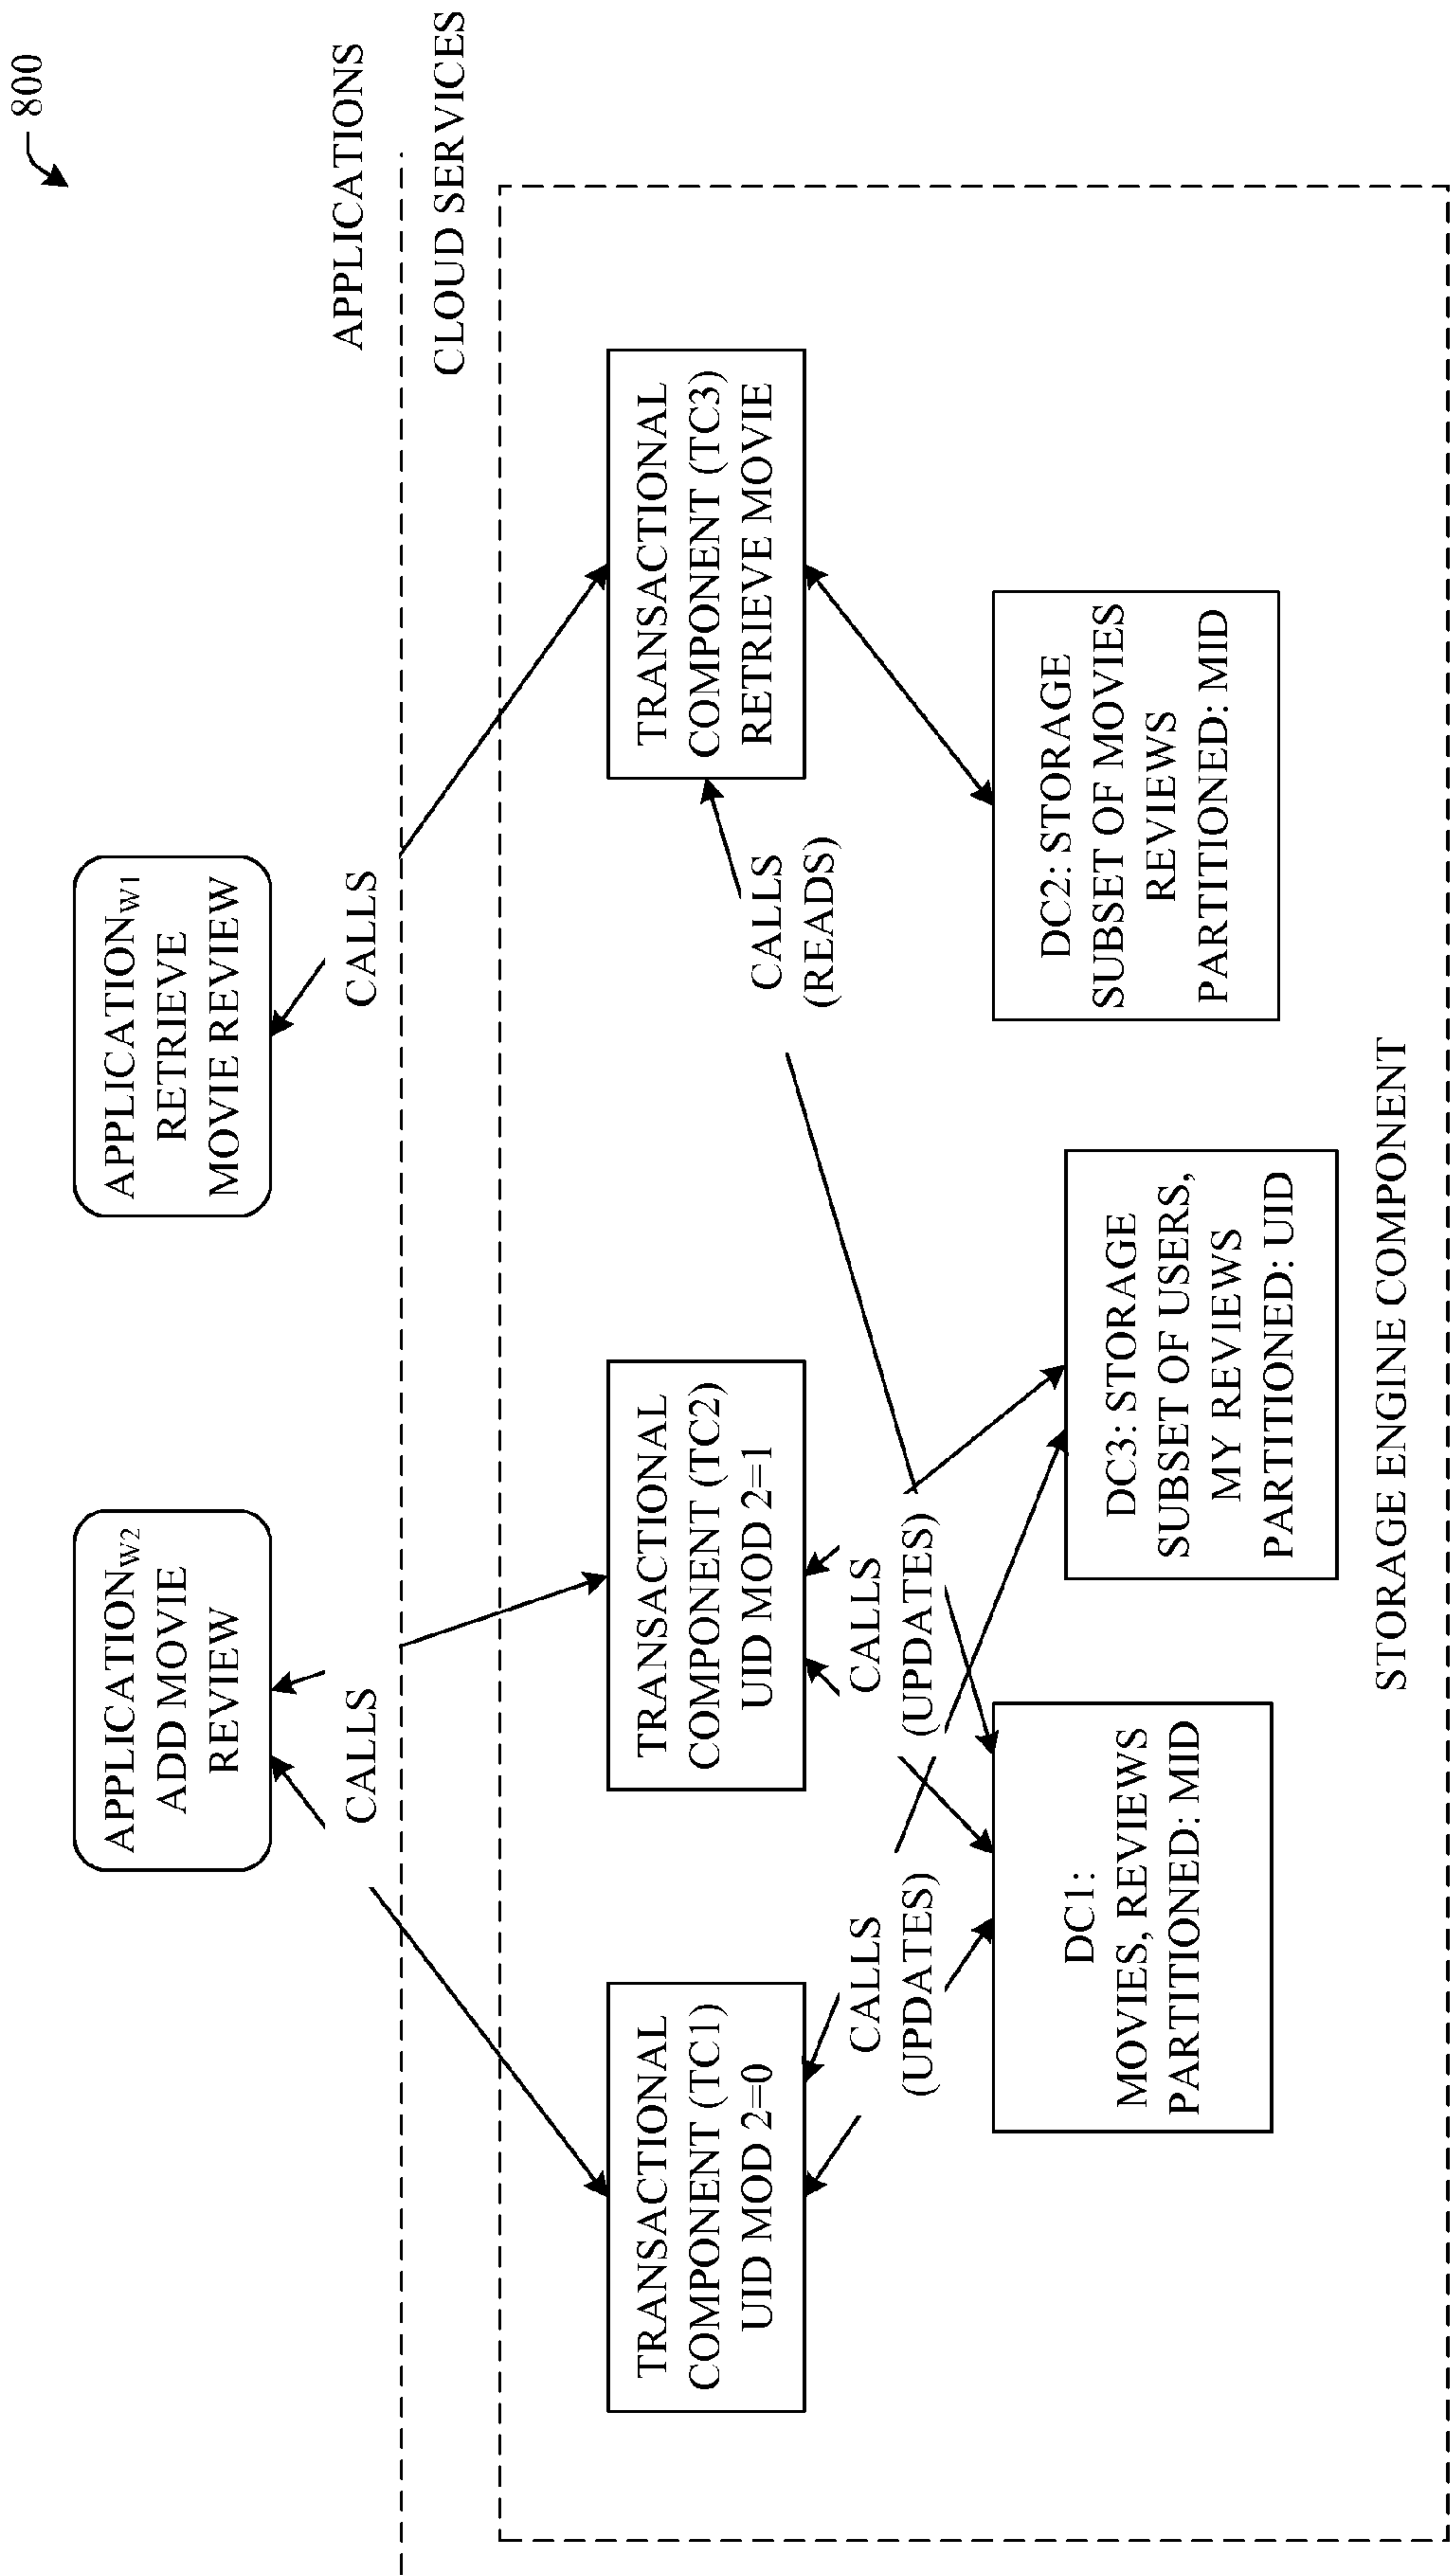 800
APPLICATIONW2
ADD MOVIE
REVIEW
APPLICATIONW1
RETRIEVE
MOVIE REVIEW
CALLS
CALLS
APPLICATIONS
CLOUD SERVICES
TRANSACTIONAL
COMPONENT (TC1)
UID MOD 2=0
TRANSACTIONAL
COMPONENT (TC2)
UID MOD 2=1
TRANSACTIONAL
COMPONENT (TC3)
RETRIEVE MOVIE
CALLS
(UPDATES)
CALLS
(UPDATES)
CALLS
(READS)
DC1:
MOVIES, REVIEWS
PARTITIONED: MID
DC3: STORAGE
SUBSET OF USERS,
MY REVIEWS
PARTITIONED: UID
DC2: STORAGE
SUBSET OF MOVIES
REVIEWS
PARTITIONED: MID
STORAGE ENGINE COMPONENT